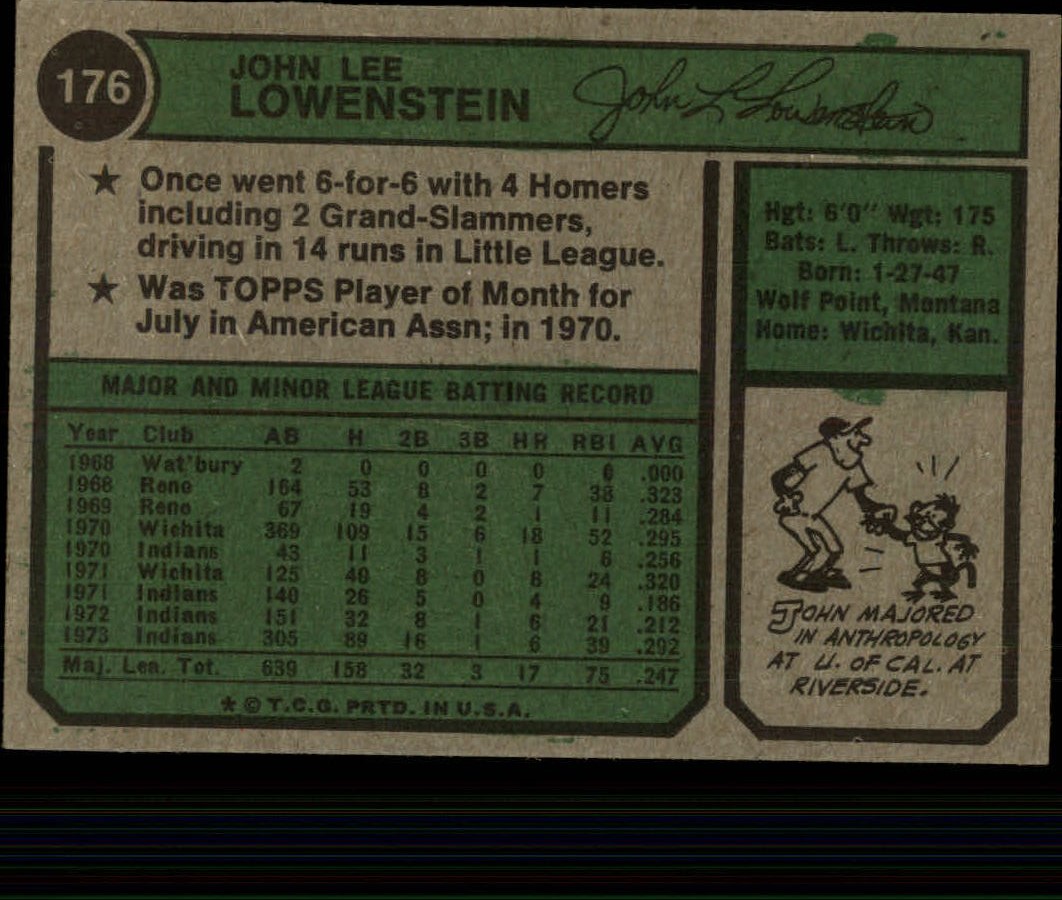 176
JOHN LEE
LOWENSTEIN
John L Lowenstein
★ Once went 6-for-6 with 4 Homers
including 2 Grand-Slammers,
driving in 14 runs in Little League.
★ Was TOPPS Player of Month for
July in American Assn; in 1970.
Hgt: 6'0" Wgt: 175
Bats: L. Throws: R.
Born: 1-27-47
Wolf Point, Montana
Home: Wichita, Kan.
MAJOR AND MINOR LEAGUE BATTING RECORD
Year Club AB H 2B 3B HR RBI AVG
1968 Wat'bury 2 0 0 0 0 0 .000
1968 Reno 164 53 8 2 7 38 .323
1969 Reno 67 19 4 2 1 11 .284
1970 Wichita 369 109 15 6 18 52 .295
1970 Indians 43 11 3 1 1 6 .256
1971 Wichita 125 40 8 0 8 24 .320
1971 Indians 140 26 5 0 4 9 .186
1972 Indians 151 32 8 1 6 21 .212
1973 Indians 305 89 16 1 6 39 .292
Maj. Lea. Tot. 639 158 32 3 17 75 .247
★ © T.C.G. PRTD. IN U.S.A.
JOHN MAJORED
IN ANTHROPOLOGY
AT U. OF CAL. AT
RIVERSIDE.